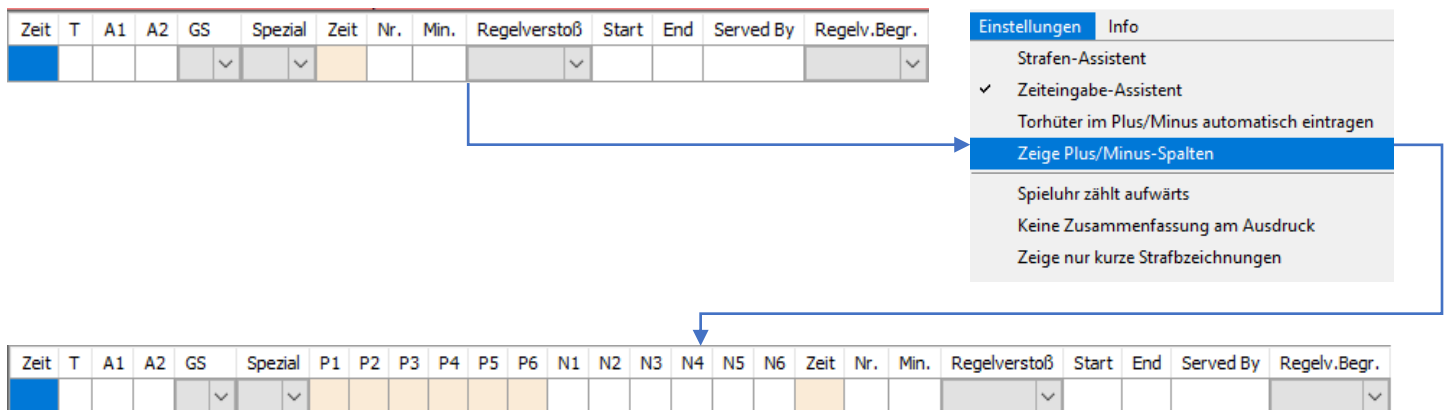 Zeit T A1 A2 GS Spezial Zeit Nr. Min. Regelverstoß Start End Served By Regelv.Begr.
Einstellungen Info
Strafen-Assistent
✓ Zeiteingabe-Assistent
Torhüter im Plus/Minus automatisch eintragen
Zeige Plus/Minus-Spalten
Spieluhr zählt aufwärts
Keine Zusammenfassung am Ausdruck
Zeige nur kurze Strafbzeichnungen
Zeit T A1 A2 GS Spezial P1 P2 P3 P4 P5 P6 N1 N2 N3 N4 N5 N6 Zeit Nr. Min. Regelverstoß Start End Served By Regelv.Begr.